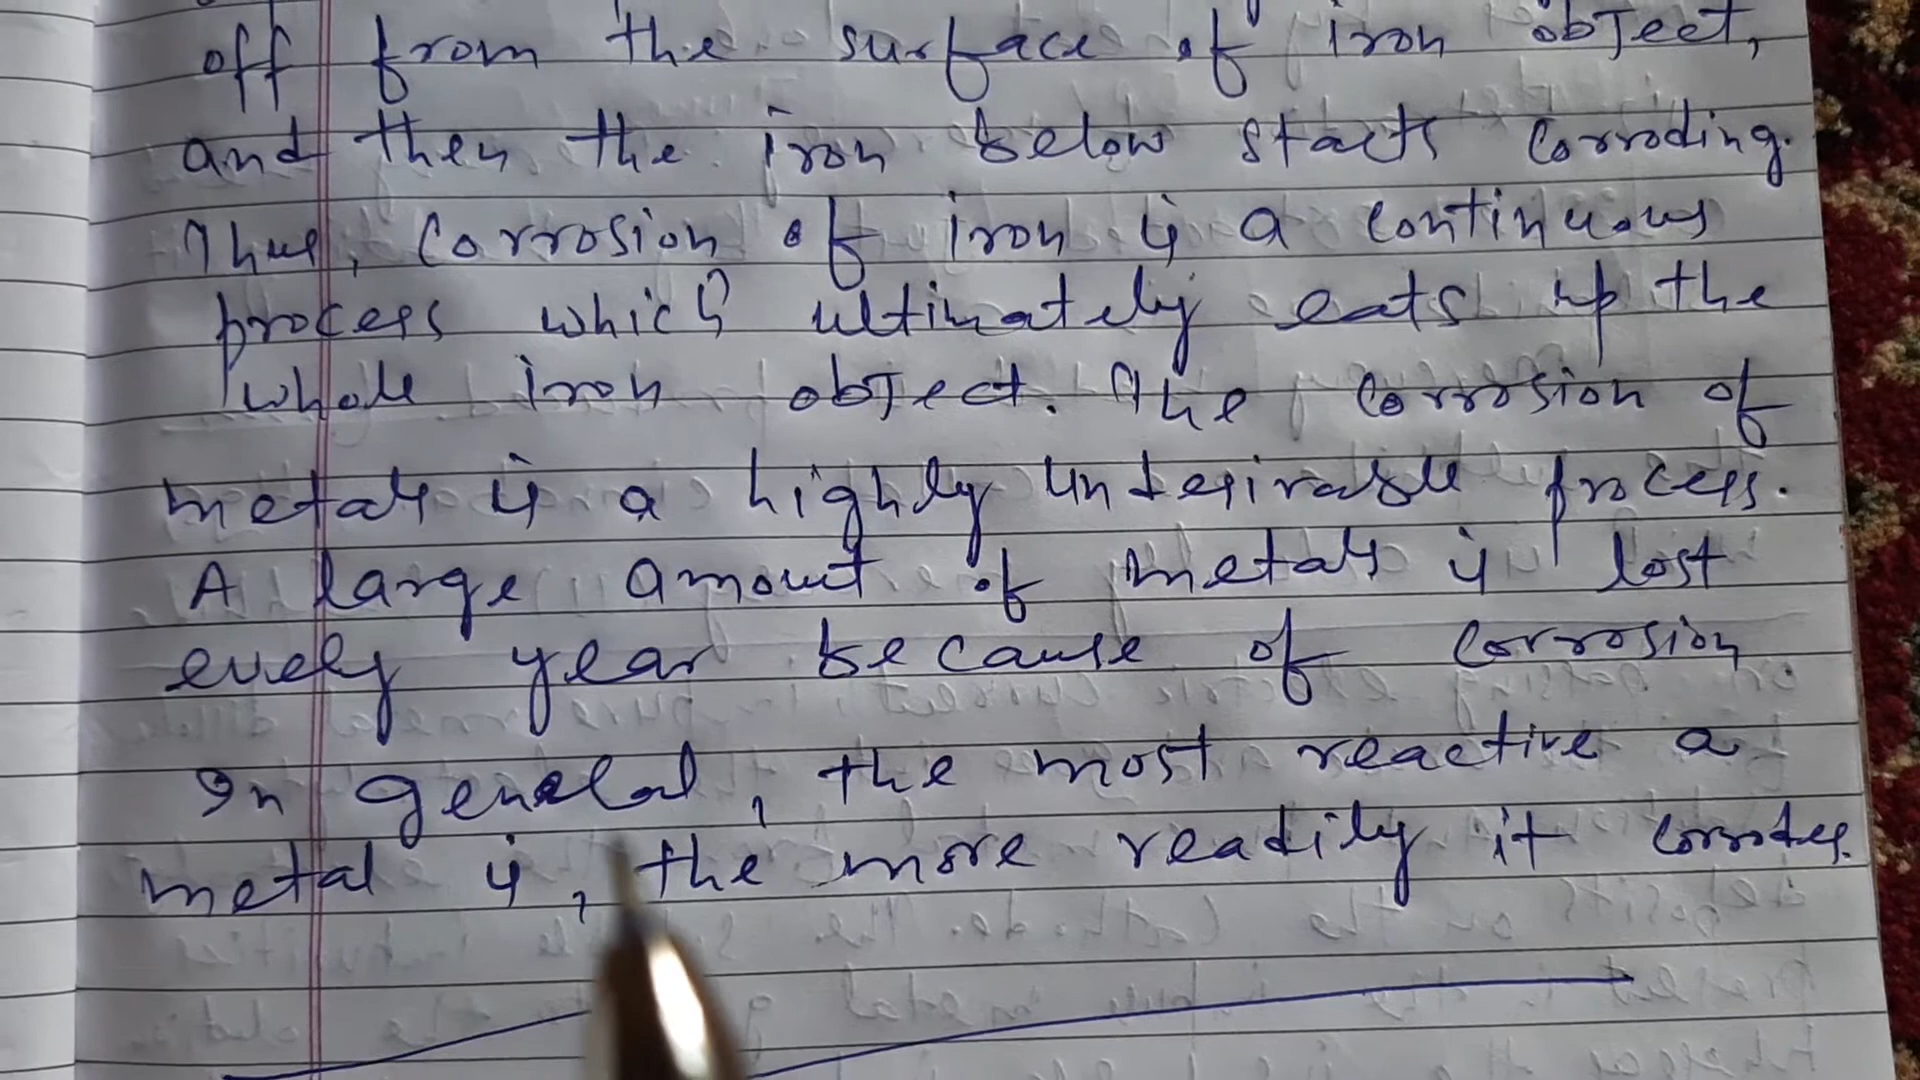 off from the surface of iron object,
and then the iron below starts corroding.
Thus, corrosion of iron is a continuous
process which ultimately eats up the
whole iron object. The corrosion of
metals is a highly undesirable process.
A large amount of metals is lost
every year because of corrosion
In general, the most reactive a
metal is, the more readily it corrodes.